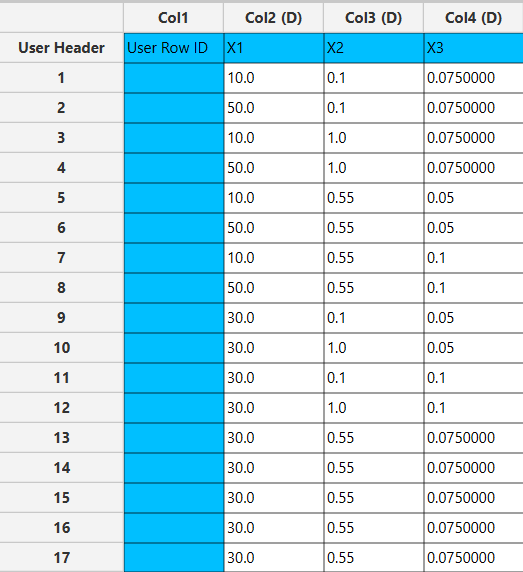 Col1 Col2 (D) Col3 (D) Col4 (D)
User Header User Row ID X1 X2 X3
1 10.0 0.1 0.0750000
2 50.0 0.1 0.0750000
3 10.0 1.0 0.0750000
4 50.0 1.0 0.0750000
5 10.0 0.55 0.05
6 50.0 0.55 0.05
7 10.0 0.55 0.1
8 50.0 0.55 0.1
9 30.0 0.1 0.05
10 30.0 1.0 0.05
11 30.0 0.1 0.1
12 30.0 1.0 0.1
13 30.0 0.55 0.0750000
14 30.0 0.55 0.0750000
15 30.0 0.55 0.0750000
16 30.0 0.55 0.0750000
17 30.0 0.55 0.0750000